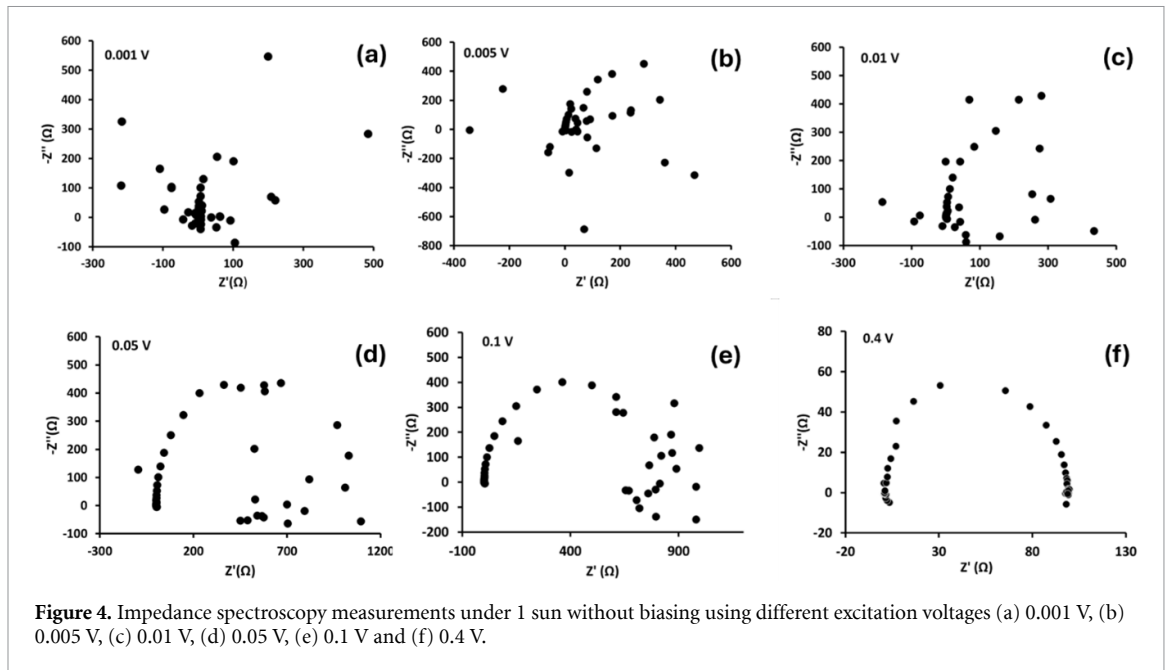 0.001 V
(a)
600
500
400
300
200
100
0
-100
-300
-100
100
300
500
-Z''(Ω)
Z'(Ω)
0.005 V
(b)
600
400
200
0
-200
-400
-600
-800
-400
-200
0
200
400
600
-Z''(Ω)
Z'(Ω)
0.01 V
(c)
600
500
400
300
200
100
0
-100
-300
-100
100
300
500
-Z''(Ω)
Z'(Ω)
0.05 V
(d)
600
500
400
300
200
100
0
-100
-300
200
700
1200
-Z''(Ω)
Z'(Ω)
0.1 V
(e)
600
500
400
300
200
100
0
-100
-200
-100
400
900
-Z''(Ω)
Z' (Ω)
0.4 V
(f)
80
60
40
20
0
-20
-20
30
80
130
-Z''(Ω)
Z' (Ω)
Figure 4. Impedance spectroscopy measurements under 1 sun without biasing using different excitation voltages (a) 0.001 V, (b)
0.005 V, (c) 0.01 V, (d) 0.05 V, (e) 0.1 V and (f) 0.4 V.